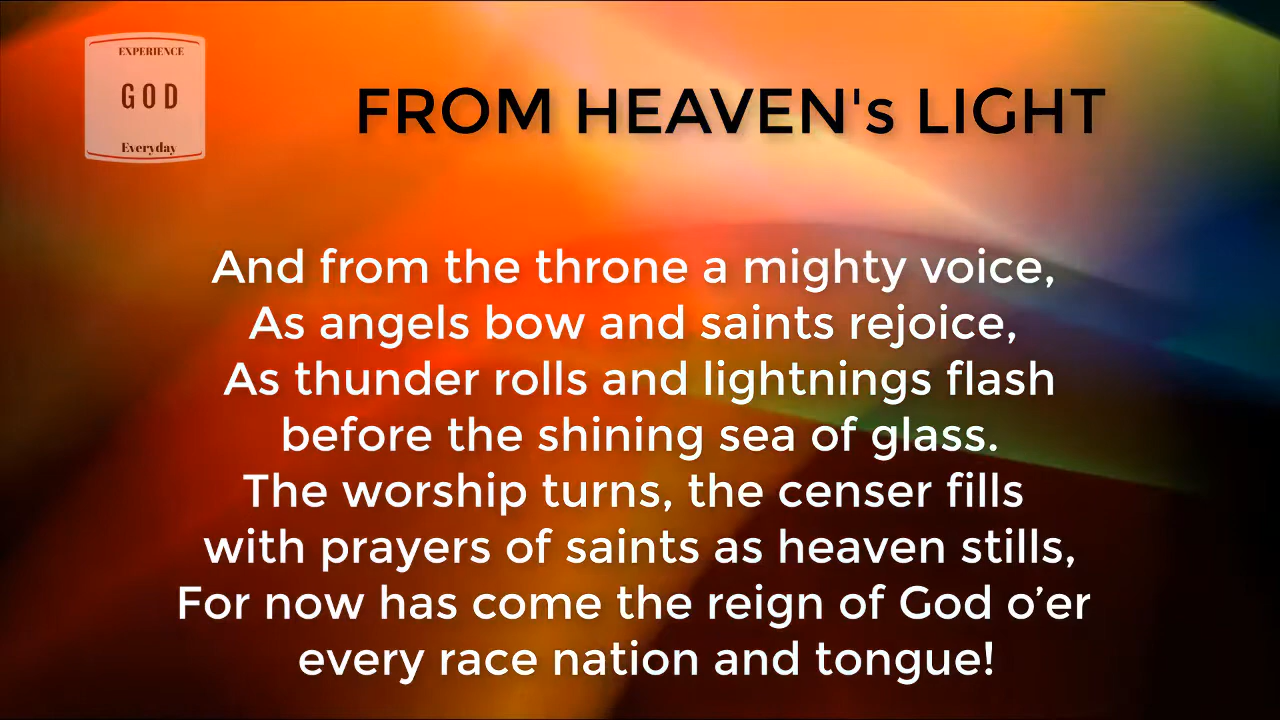 EXPERIENCE
GOD
Everyday
FROM HEAVEN's LIGHT
And from the throne a mighty voice,
As angels bow and saints rejoice,
As thunder rolls and lightnings flash
before the shining sea of glass.
The worship turns, the censer fills
with prayers of saints as heaven stills,
For now has come the reign of God o’er
every race nation and tongue!